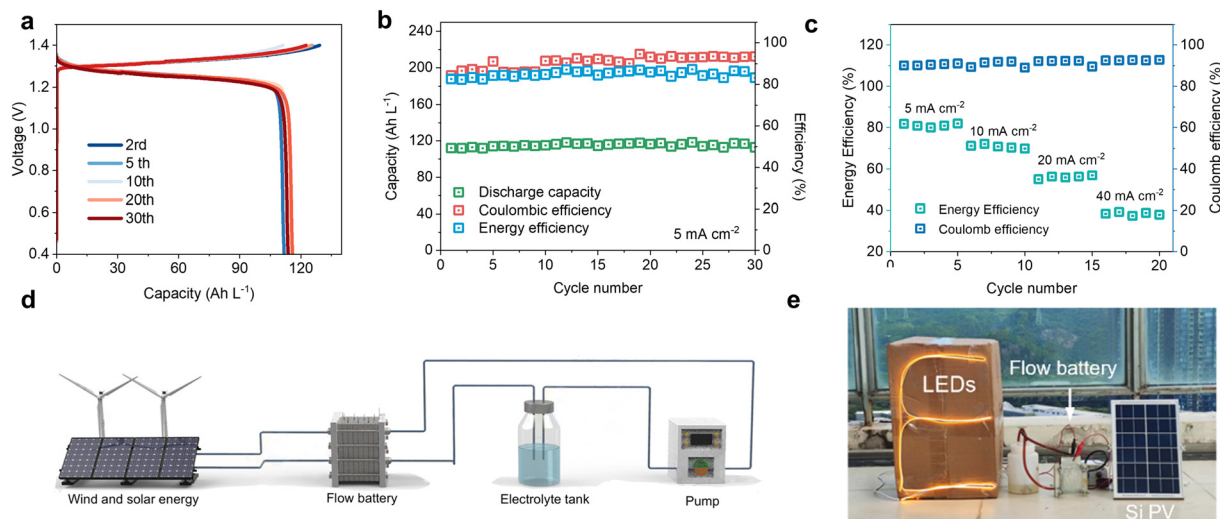 a
1.4
1.2
1.0
0.8
0.6
0.4
Voltage (V)
2rd
5 th
10th
20th
30th
0
30
60
90
120
Capacity (Ah L-1)
b
240
200
160
120
80
40
0
Capacity (Ah L-1)
100
80
60
40
20
0
Efficiency (%)
Discharge capacity
Coulombic efficiency
Energy efficiency
5 mA cm-2
0
5
10
15
20
25
30
Cycle number
c
120
100
80
60
40
20
Energy Efficiency (%)
100
80
60
40
20
0
Coulomb efficiency (%)
5 mA cm-2
10 mA cm-2
20 mA cm-2
40 mA cm-2
Energy Efficiency
Coulomb efficiency
0
5
10
15
20
Cycle number
d
Wind and solar energy
Flow battery
Electrolyte tank
Pump
e
LEDs
Flow battery
Si PV